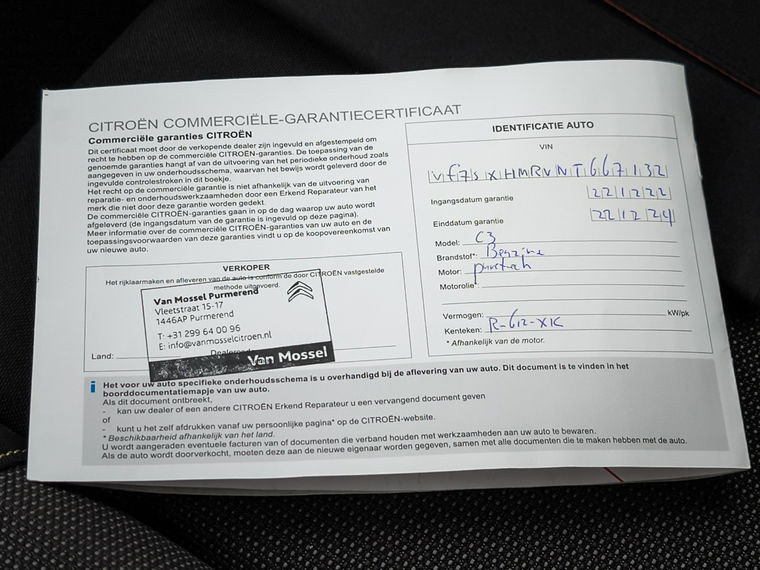 CITROËN COMMERCIËLE-GARANTIECERTIFICAAT
Commerciële garanties CITROËN
Dit certificaat moet door de verkopende dealer zijn ingevuld en afgestempeld om
recht te hebben op de commerciële CITROËN-garanties. De toepassing van de
genoemde garanties hangt af van de uitvoering van het periodieke onderhoud zoals
aangegeven in uw onderhoudsschema, waarvan het bewijs wordt geleverd door de
ingevulde controlestroken in dit boekje.
Het recht op de commerciële garantie is niet afhankelijk van de uitvoering van
reparatie- en onderhoudswerkzaamheden door een Erkend Reparateur van het
merk die niet door deze garantie worden gedekt.
De commerciële CITROËN-garanties gaan in op de dag waarop uw auto wordt
afgeleverd (de ingangsdatum van de garantie is ingevuld op deze pagina).
Meer informatie over de commerciële CITROËN-garanties van uw auto en de
toepassingsvoorwaarden van deze garanties vindt u op de koopovereenkomst van
uw nieuwe auto.
VERKOPER
Het rijklaarmaken en afleveren van de auto is conform de door CITROËN vastgestelde
methode uitgevoerd.
Van Mossel Purmerend
Vleetstraat 15-17
1446AP Purmerend
T: +31 299 64 00 96
E: info@vanmosselcitroen.nl
Land:
Van Mossel
IDENTIFICATIE AUTO
VIN
Vf7SXHMRVNT667132
Ingangsdatum garantie 221222
Einddatum garantie 221224
Model: C3
Brandstof*: Benzine
Motor: puretech
Motorolie*:
Vermogen: kW/pk
Kenteken: R-612-XK
* Afhankelijk van de motor.
i Het voor uw auto specifieke onderhoudsschema is u overhandigd bij de aflevering van uw auto. Dit document is te vinden in het
boorddocumentatiemapje van uw auto.
Als dit document ontbreekt,
- kan uw dealer of een andere CITROËN Erkend Reparateur u een vervangend document geven
of
- kunt u het zelf afdrukken vanaf uw persoonlijke pagina* op de CITROËN-website.
* Beschikbaarheid afhankelijk van het land.
U wordt aangeraden eventuele facturen van of documenten die verband houden met werkzaamheden aan uw auto te bewaren.
Als de auto wordt doorverkocht, moeten deze aan de nieuwe eigenaar worden gegeven, samen met alle documenten die te maken hebben met de auto.